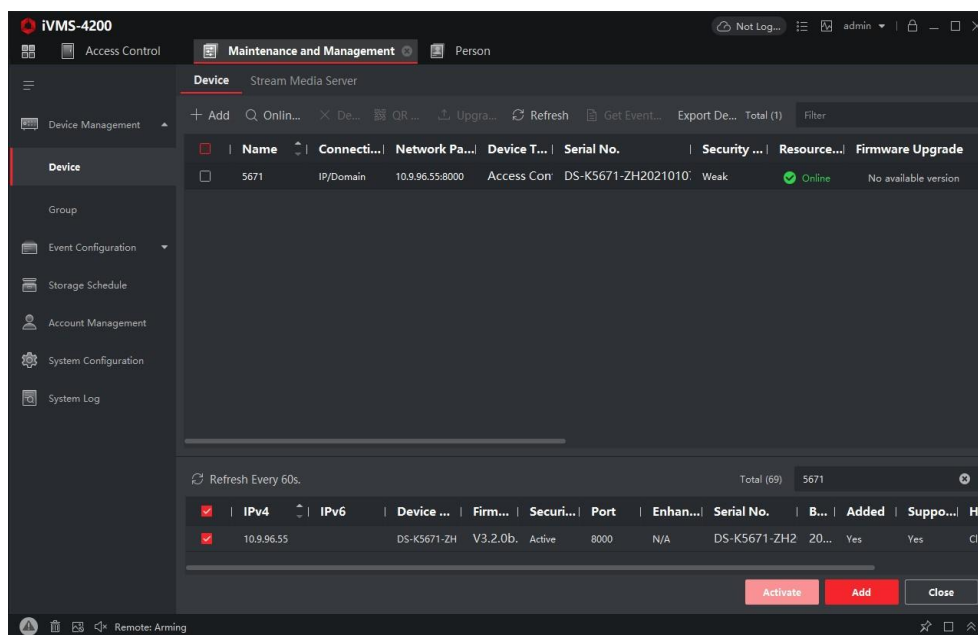 iVMS-4200 Not Log... admin
Access Control Maintenance and Management Person
Device Stream Media Server
Device Management
+ Add Onlin... De... QR ... Upgra... Refresh Get Event... Export De... Total (1) Filter
Name Connecti... Network Pa... Device T... Serial No. Security ... Resource... Firmware Upgrade
Device
5671 IP/Domain 10.9.96.55:8000 Access Con DS-K5671-ZH2021010 Weak Online No available version
Group
Event Configuration
Storage Schedule
Account Management
System Configuration
System Log
Refresh Every 60s. Total (69) 5671
IPv4 IPv6 Device ... Firm... Securi... Port Enhan... Serial No. B... Added Suppo... H
10.9.96.55 DS-K5671-ZH V3.2.0b. Active 8000 N/A DS-K5671-ZH2 20... Yes Yes
Activate Add Close
Remote: Arming